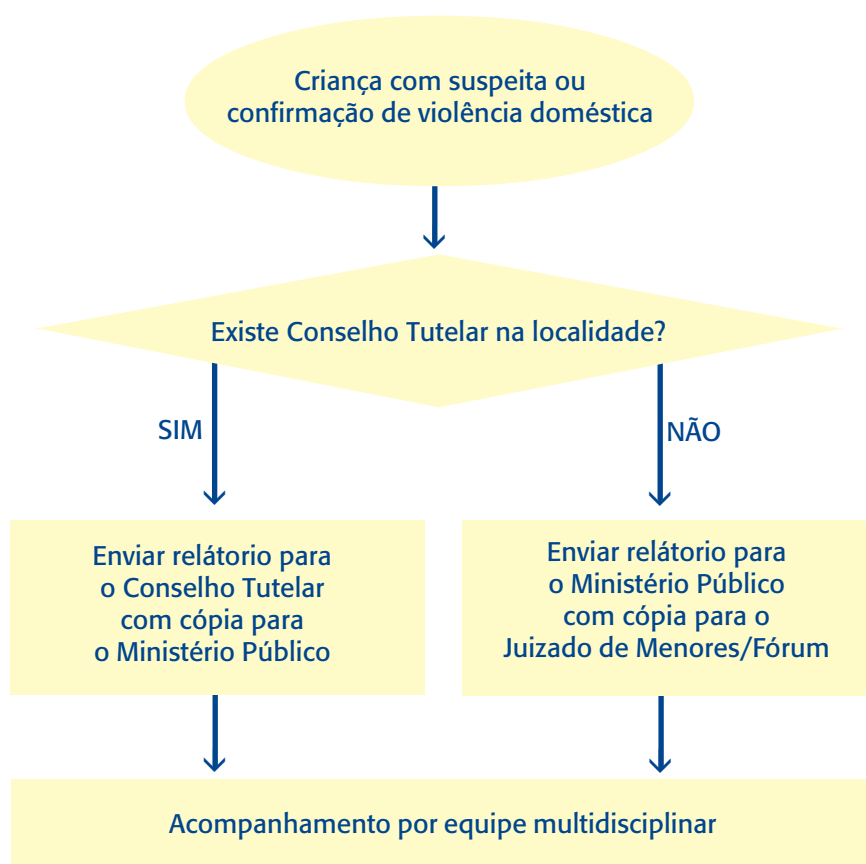 Criança com suspeita ou
confirmação de violência doméstica
Existe Conselho Tutelar na localidade?
SIM
NÃO
Enviar relátorio para
o Conselho Tutelar
com cópia para
o Ministério Público
Enviar relátorio para
o Ministério Público
com cópia para o
Juizado de Menores/Fórum
Acompanhamento por equipe multidisciplinar